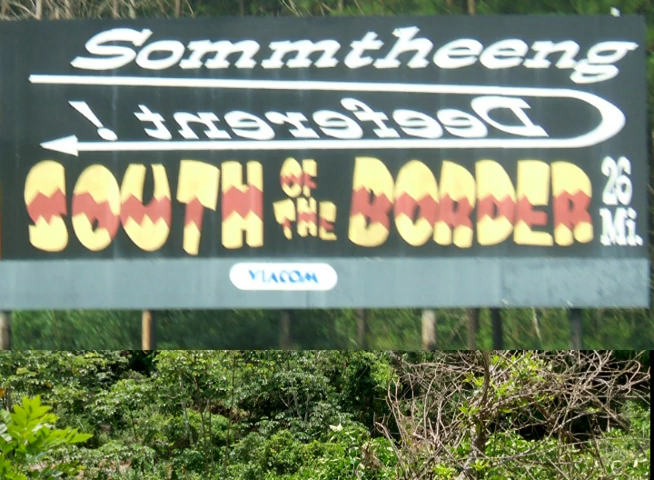 Sommtheeng
Deeferent!
SOUTH OF THE BORDER 26 Mi.
VIACOM